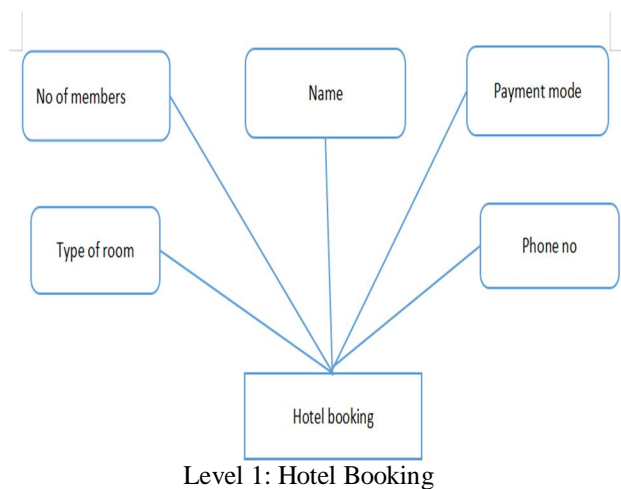 No of members
Name
Payment mode
Type of room
Phone no
Hotel booking
Level 1: Hotel Booking